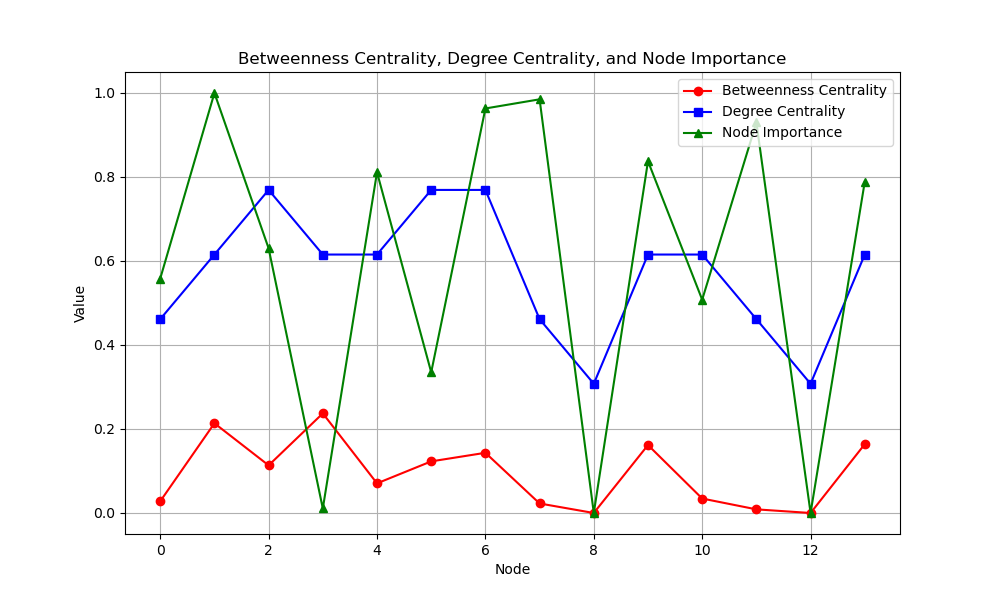 Betweenness Centrality, Degree Centrality, and Node Importance
Betweenness Centrality
Degree Centrality
Node Importance
1.0
0.8
0.6
0.4
0.2
0.0
Value
0 2 4 6 8 10 12
Node